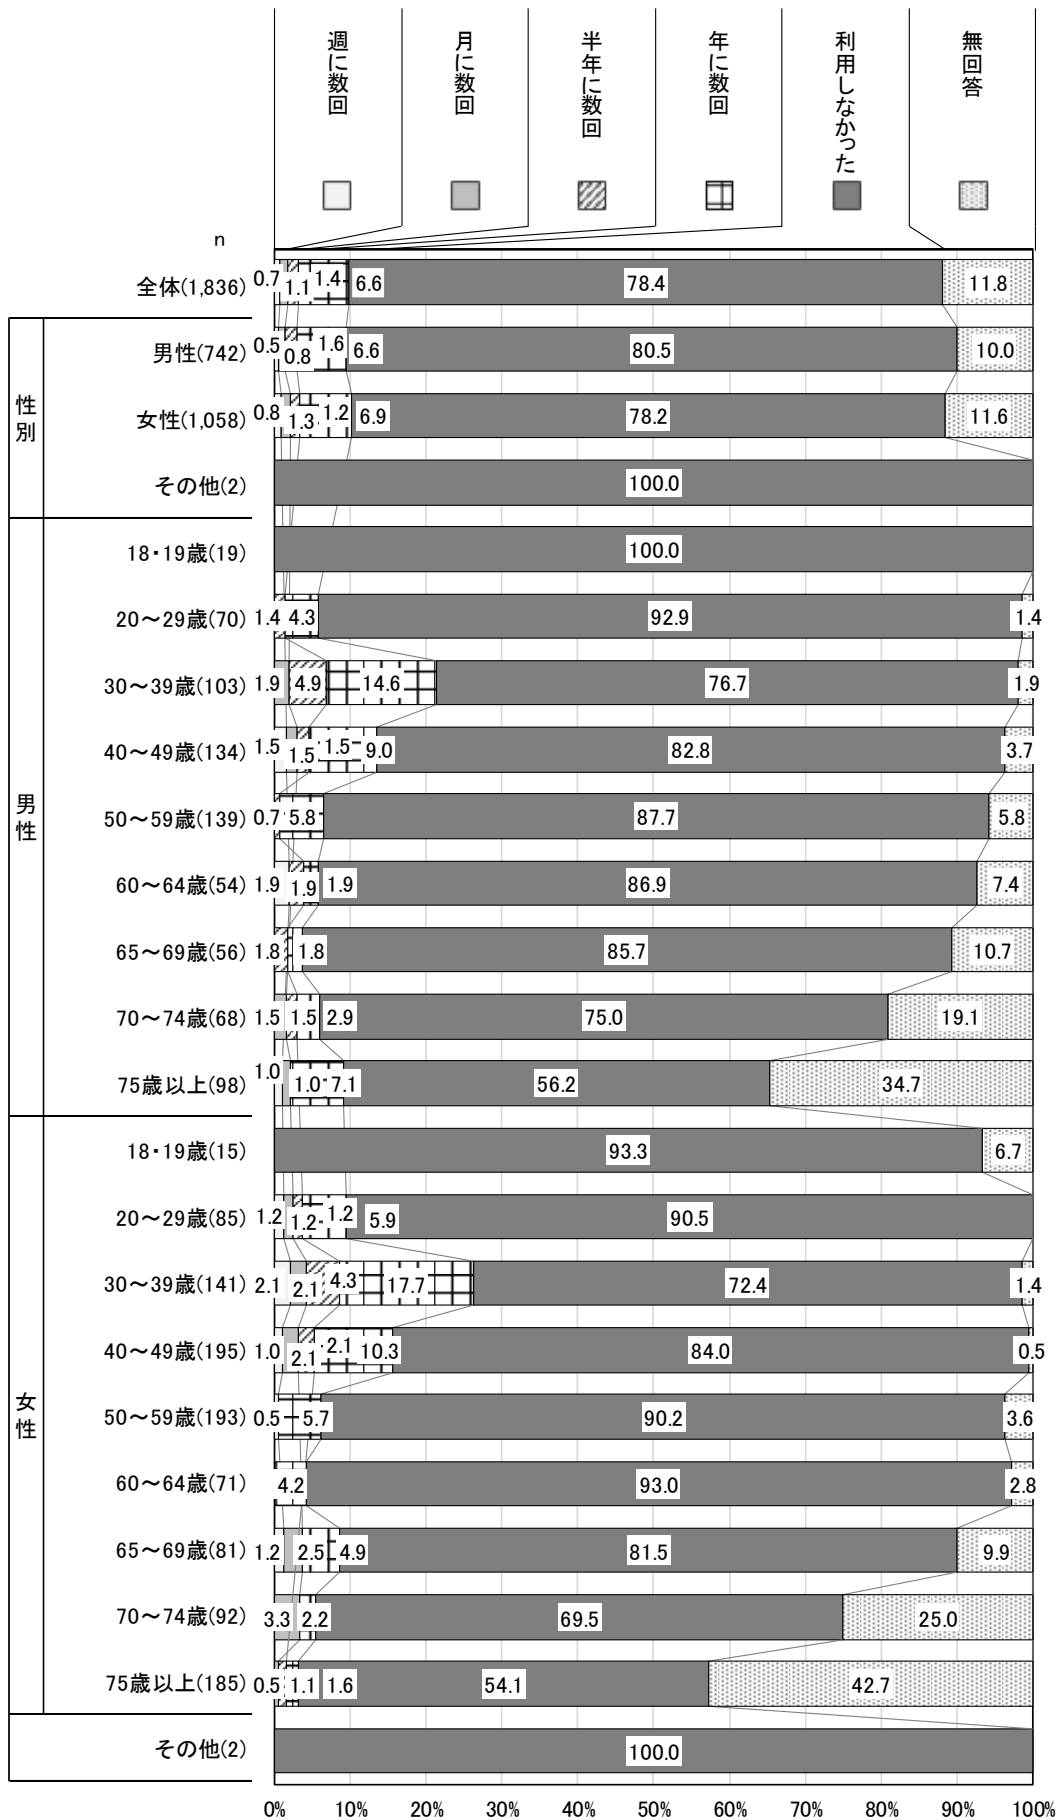 週に数回
月に数回
半年に数回
年に数回
利用しなかった
無回答
n
全体(1,836) 0.7 1.1 1.4 6.6 78.4 11.8
性別
男性(742) 0.5 0.8 1.6 6.6 80.5 10.0
女性(1,058) 0.8 1.3 1.2 6.9 78.2 11.6
その他(2) 100.0
男性
18・19歳(19) 100.0
20～29歳(70) 1.4 4.3 92.9 1.4
30～39歳(103) 1.9 4.9 14.6 76.7 1.9
40～49歳(134) 1.5 1.5 1.5 9.0 82.8 3.7
50～59歳(139) 0.7 5.8 87.7 5.8
60～64歳(54) 1.9 1.9 1.9 86.9 7.4
65～69歳(56) 1.8 1.8 85.7 10.7
70～74歳(68) 1.5 1.5 2.9 75.0 19.1
75歳以上(98) 1.0 1.0 7.1 56.2 34.7
女性
18・19歳(15) 93.3 6.7
20～29歳(85) 1.2 1.2 1.2 5.9 90.5
30～39歳(141) 2.1 2.1 4.3 17.7 72.4 1.4
40～49歳(195) 1.0 2.1 2.1 10.3 84.0 0.5
50～59歳(193) 0.5 5.7 90.2 3.6
60～64歳(71) 4.2 93.0 2.8
65～69歳(81) 1.2 2.5 4.9 81.5 9.9
70～74歳(92) 3.3 2.2 69.5 25.0
75歳以上(185) 0.5 1.1 1.6 54.1 42.7
その他(2) 100.0
0% 10% 20% 30% 40% 50% 60% 70% 80% 90% 100%